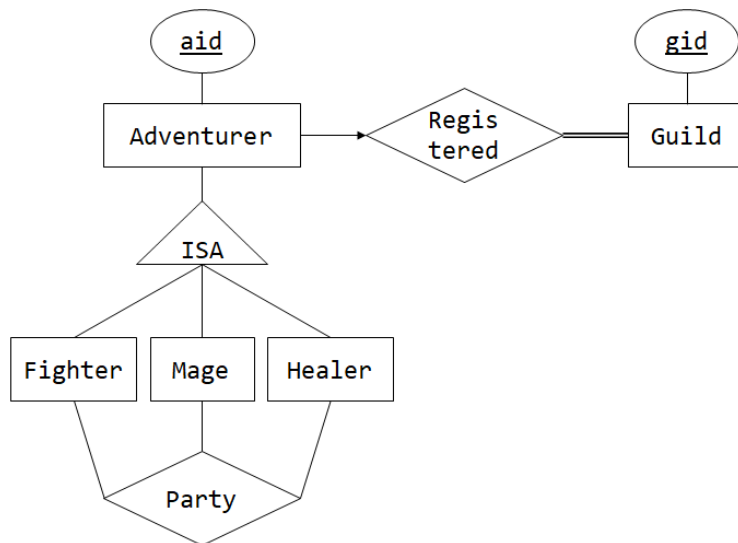 aid
gid
Adventurer
Regis
tered
Guild
ISA
Fighter
Mage
Healer
Party